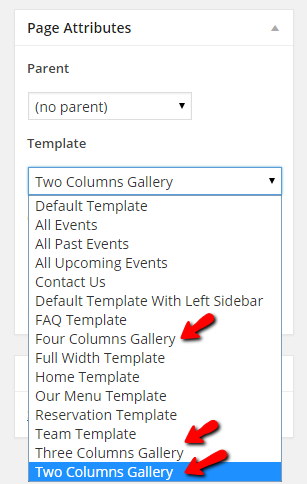 Page Attributes
Parent
(no parent)
Template
Two Columns Gallery
Default Template
All Events
All Past Events
All Upcoming Events
Contact Us
Default Template With Left Sidebar
FAQ Template
Four Columns Gallery
Full Width Template
Home Template
Our Menu Template
Reservation Template
Team Template
Three Columns Gallery
Two Columns Gallery